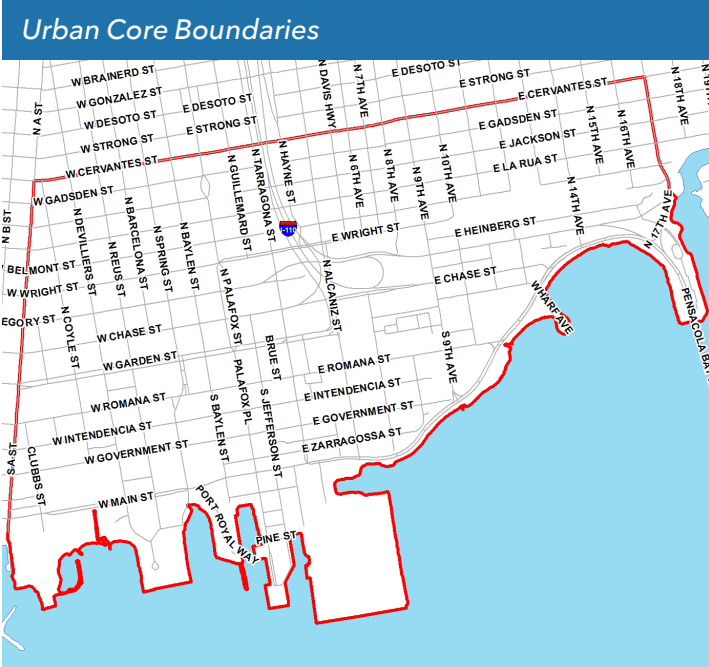 Urban Core Boundaries
W BRAINERD ST
W GONZALEZ ST
W DESOTO ST
W STRONG ST
W CERVANTES ST
W GADSDEN ST
N A ST
N B ST
E DESOTO ST
E STRONG ST
N DAVIS HWY
N 7TH AVE
E DESOTO ST
E STRONG ST
E CERVANTES ST
N 18TH AVE
E GADSDEN ST
E JACKSON ST
E LA RUA ST
N 15TH AVE
N 16TH AVE
N GUILLEMARD ST
N TARRAGONA ST
N HAYNE ST
N 6TH AVE
N 8TH AVE
N 9TH AVE
N 10TH AVE
N 14TH AVE
N 17TH AVE
N DEVILLIERS ST
N REUS ST
N BARCELONA ST
N SPRING ST
N BAYLEN ST
I-110
E WRIGHT ST
E HEINBERG ST
E CHASE ST
BELMONT ST
W WRIGHT ST
EGORY ST
N COYLE ST
W CHASE ST
W GARDEN ST
N PALAFOX ST
N ALCANIZ ST
WHARF AVE
PENSACOLA BAY
BRUE ST
PALAFOX PL
S 9TH AVE
E ROMANA ST
E INTENDENCIA ST
E GOVERNMENT ST
E ZARRAGOSSA ST
W ROMANA ST
W INTENDENCIA ST
W GOVERNMENT ST
S BAYLEN ST
S JEFFERSON ST
S A ST
CLUBBS ST
W MAIN ST
PORT ROYAL WAY
PINE ST